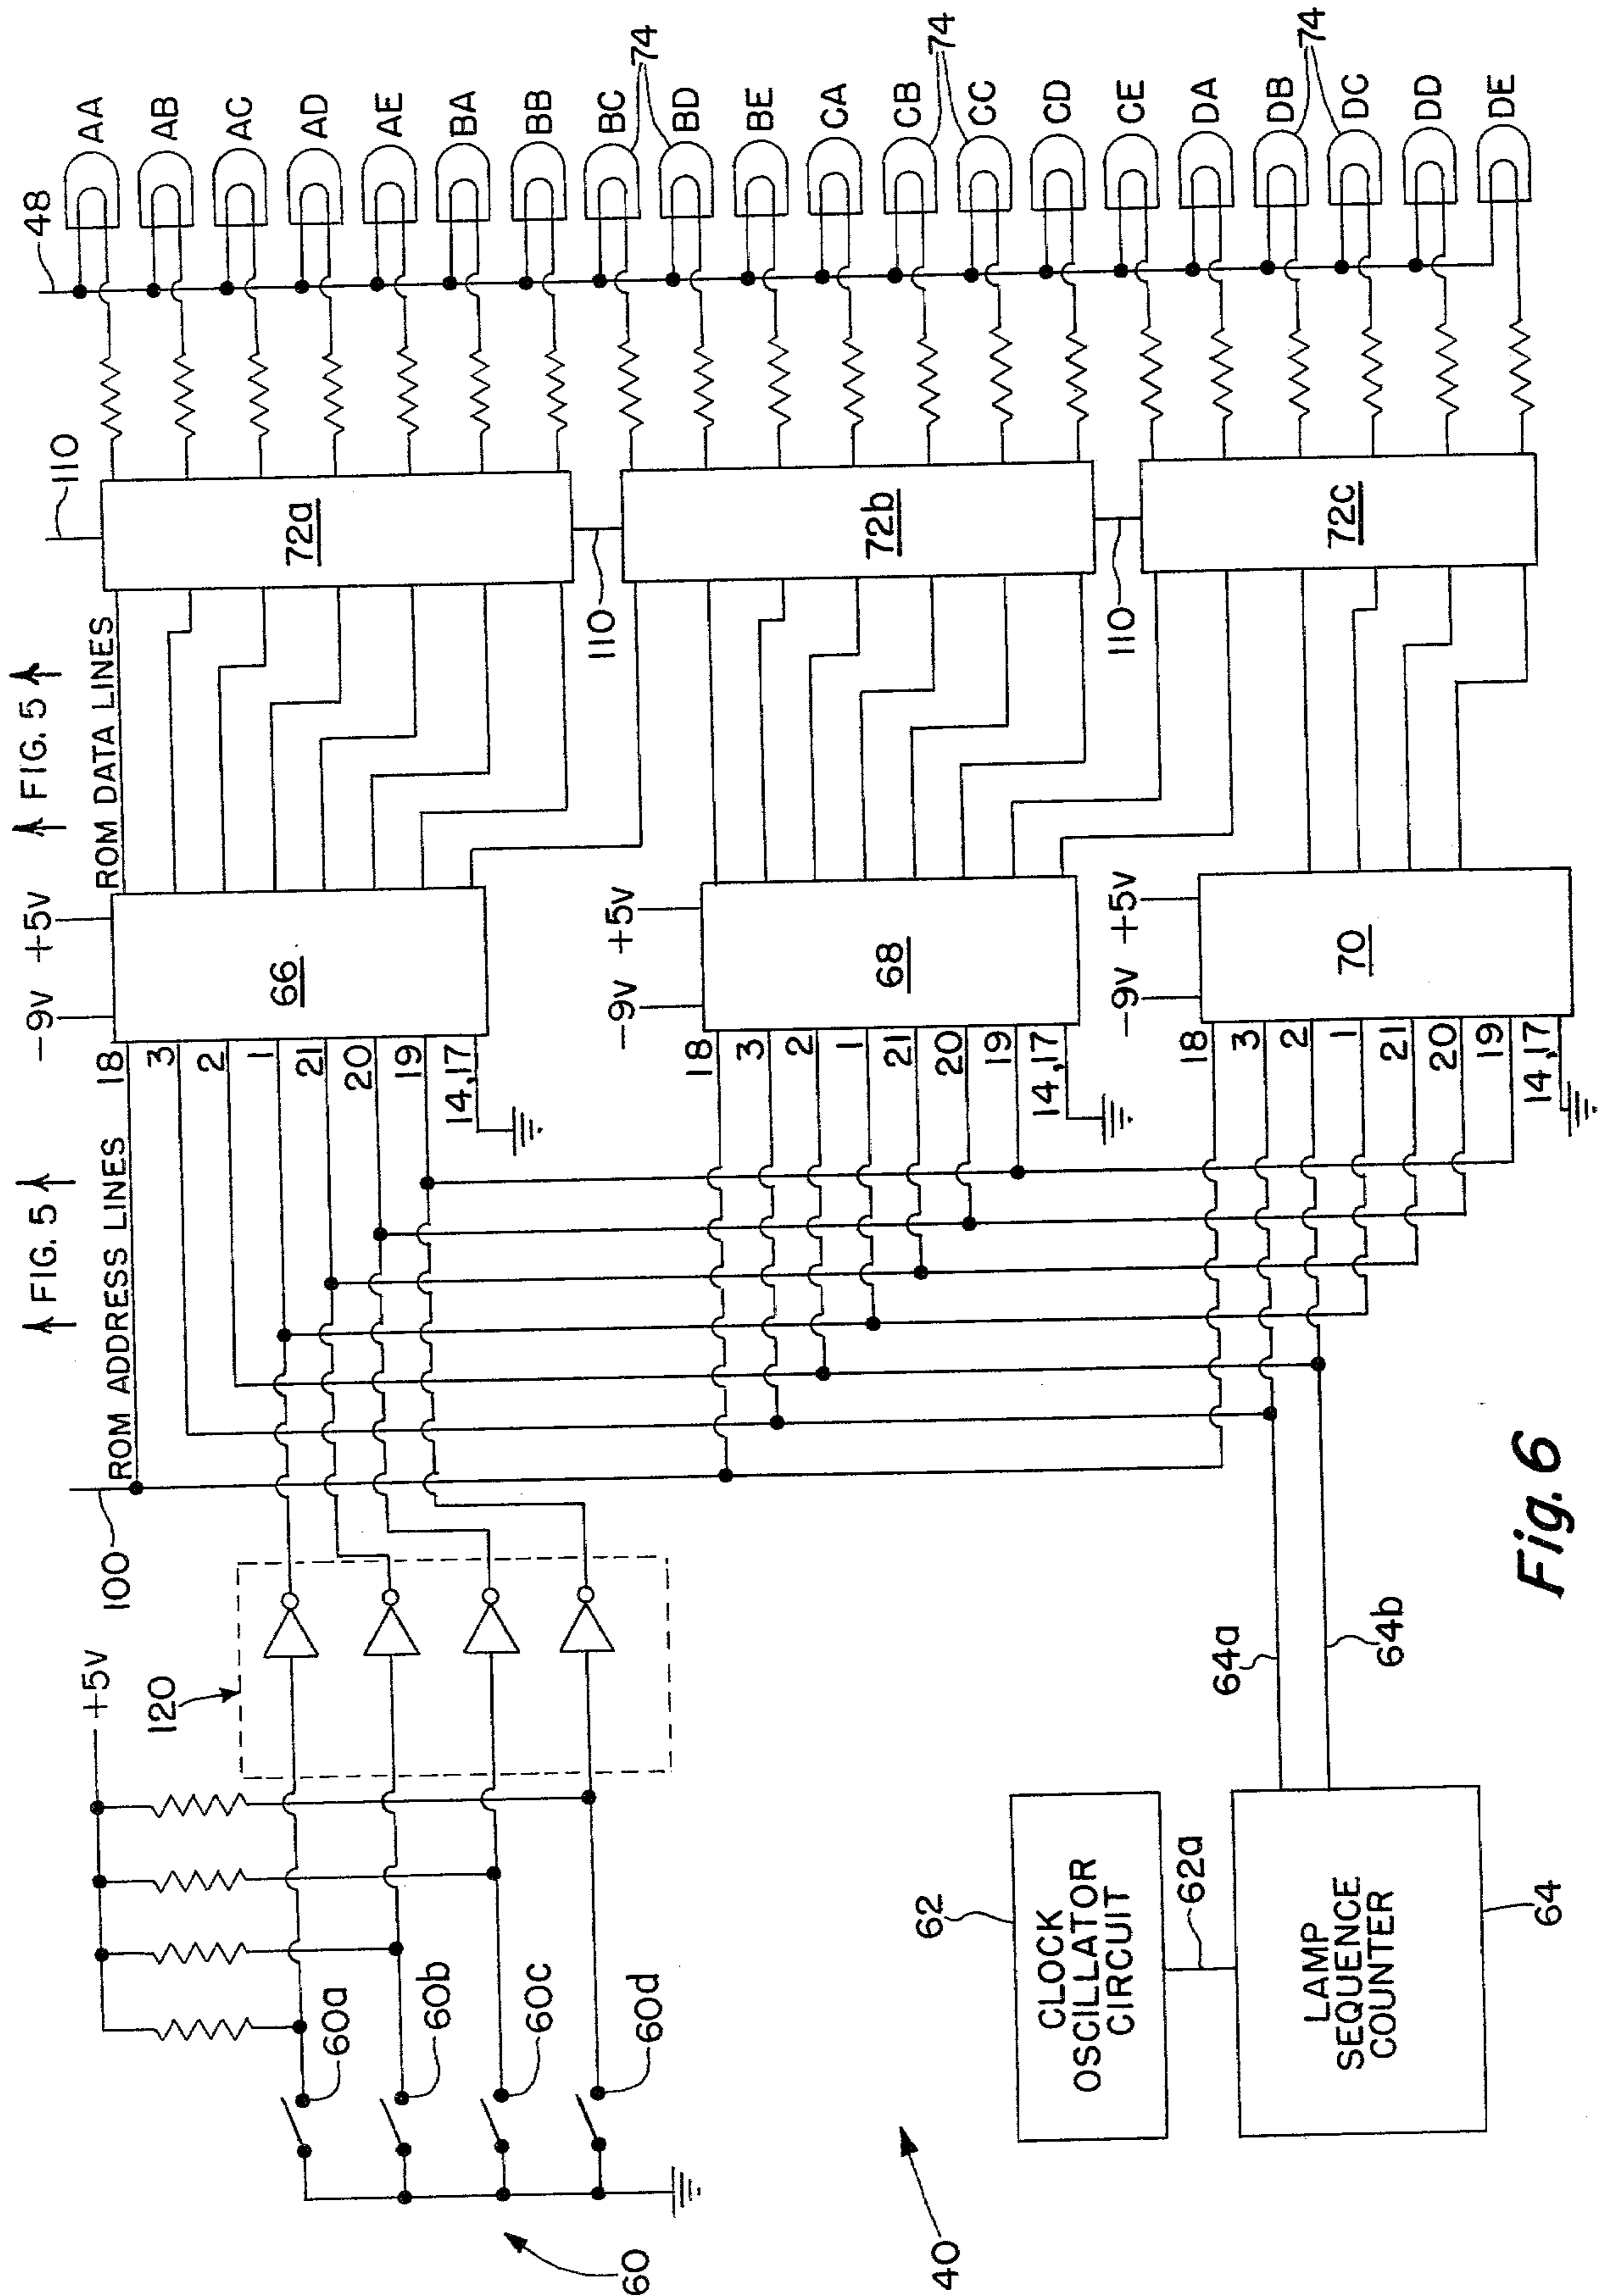 ↑ FIG. 5 ↑
↑ FIG. 5 ↑
+5V
100
ROM ADDRESS LINES
-9V +5V
ROM DATA LINES
110
48
120
18
3
2
1
21
20
19
14,17
66
72a
AA
AB
AC
AD
AE
BA
BB
BC
BD
BE
CA
CB
CC
CD
CE
DA
DB
DC
DD
DE
74
74
74
60a
60b
60c
60d
60
110
-9V +5V
18
3
2
1
21
20
19
14,17
68
72b
110
-9V +5V
18
3
2
1
21
20
19
14,17
70
72c
40
62
CLOCK
OSCILLATOR
CIRCUIT
62a
LAMP
SEQUENCE
COUNTER
64
64a
64b
Fig. 6